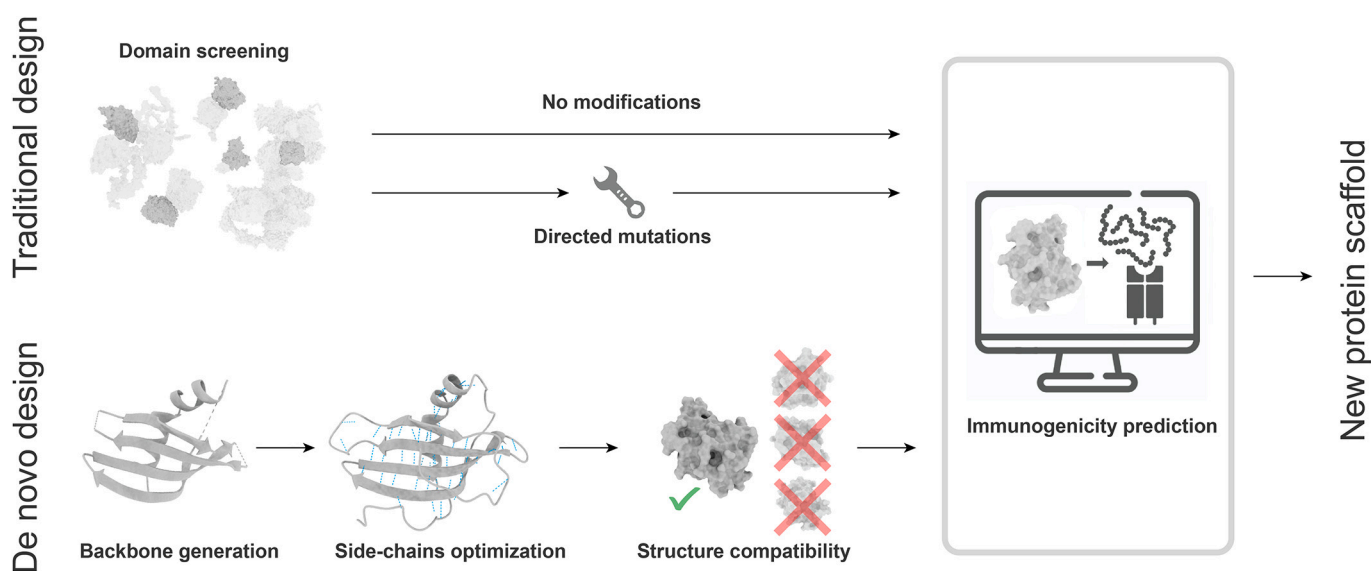 Traditional design
Domain screening
No modifications
Directed mutations
De novo design
Backbone generation
Side-chains optimization
Structure compatibility
Immunogenicity prediction
New protein scaffold